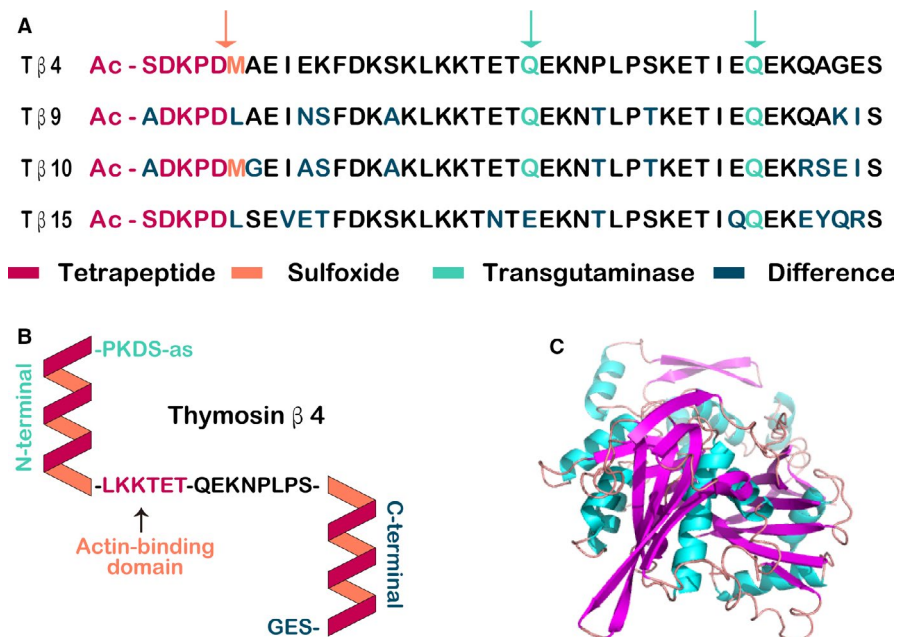 A
Tβ4 Ac - SDKPDMAEIEKFDKSKLKKTETQEKNPLPSKETIEQEKQAGES
Tβ9 Ac - ADKPDLAEINSFDKAKLKKTETQEKNTLPTKETIEQEKQAKIS
Tβ10 Ac - ADKPDMGEIASFDKAKLKKTETQEKNTLPTKETIEQEKRSEIS
Tβ15 Ac - SDKPDLSEVETFDKSKLKKTNTEEKNTLPSKETIQQEKEYQRS
Tetrapeptide Sulfoxide Transgutaminase Difference
B
-PKDS-as
N-terminal
Thymosin β 4
-LKKTET-QEKNPLPS-
Actin-binding
domain
C-terminal
GES-
C